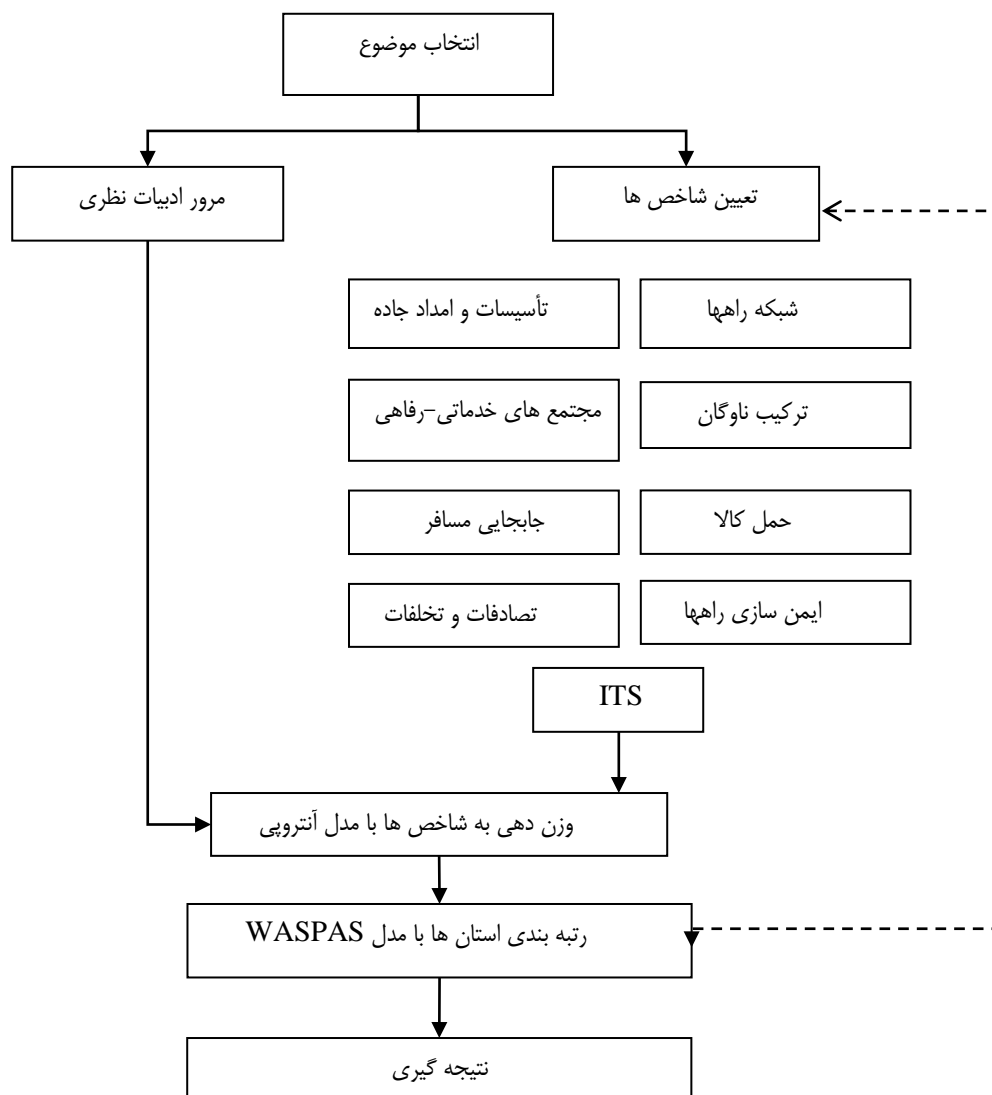 انتخاب موضوع
تعیین شاخص ها
مرور ادبیات نظری
شبکه راهها
تأسیسات و امداد جاده
ترکیب ناوگان
مجتمع های خدماتی-رفاهی
حمل کالا
جابجایی مسافر
ایمن سازی راهها
تصادفات و تخلفات
ITS
وزن دهی به شاخص ها با مدل آنتروپی
رتبه بندی استان ها با مدل WASPAS
نتیجه گیری